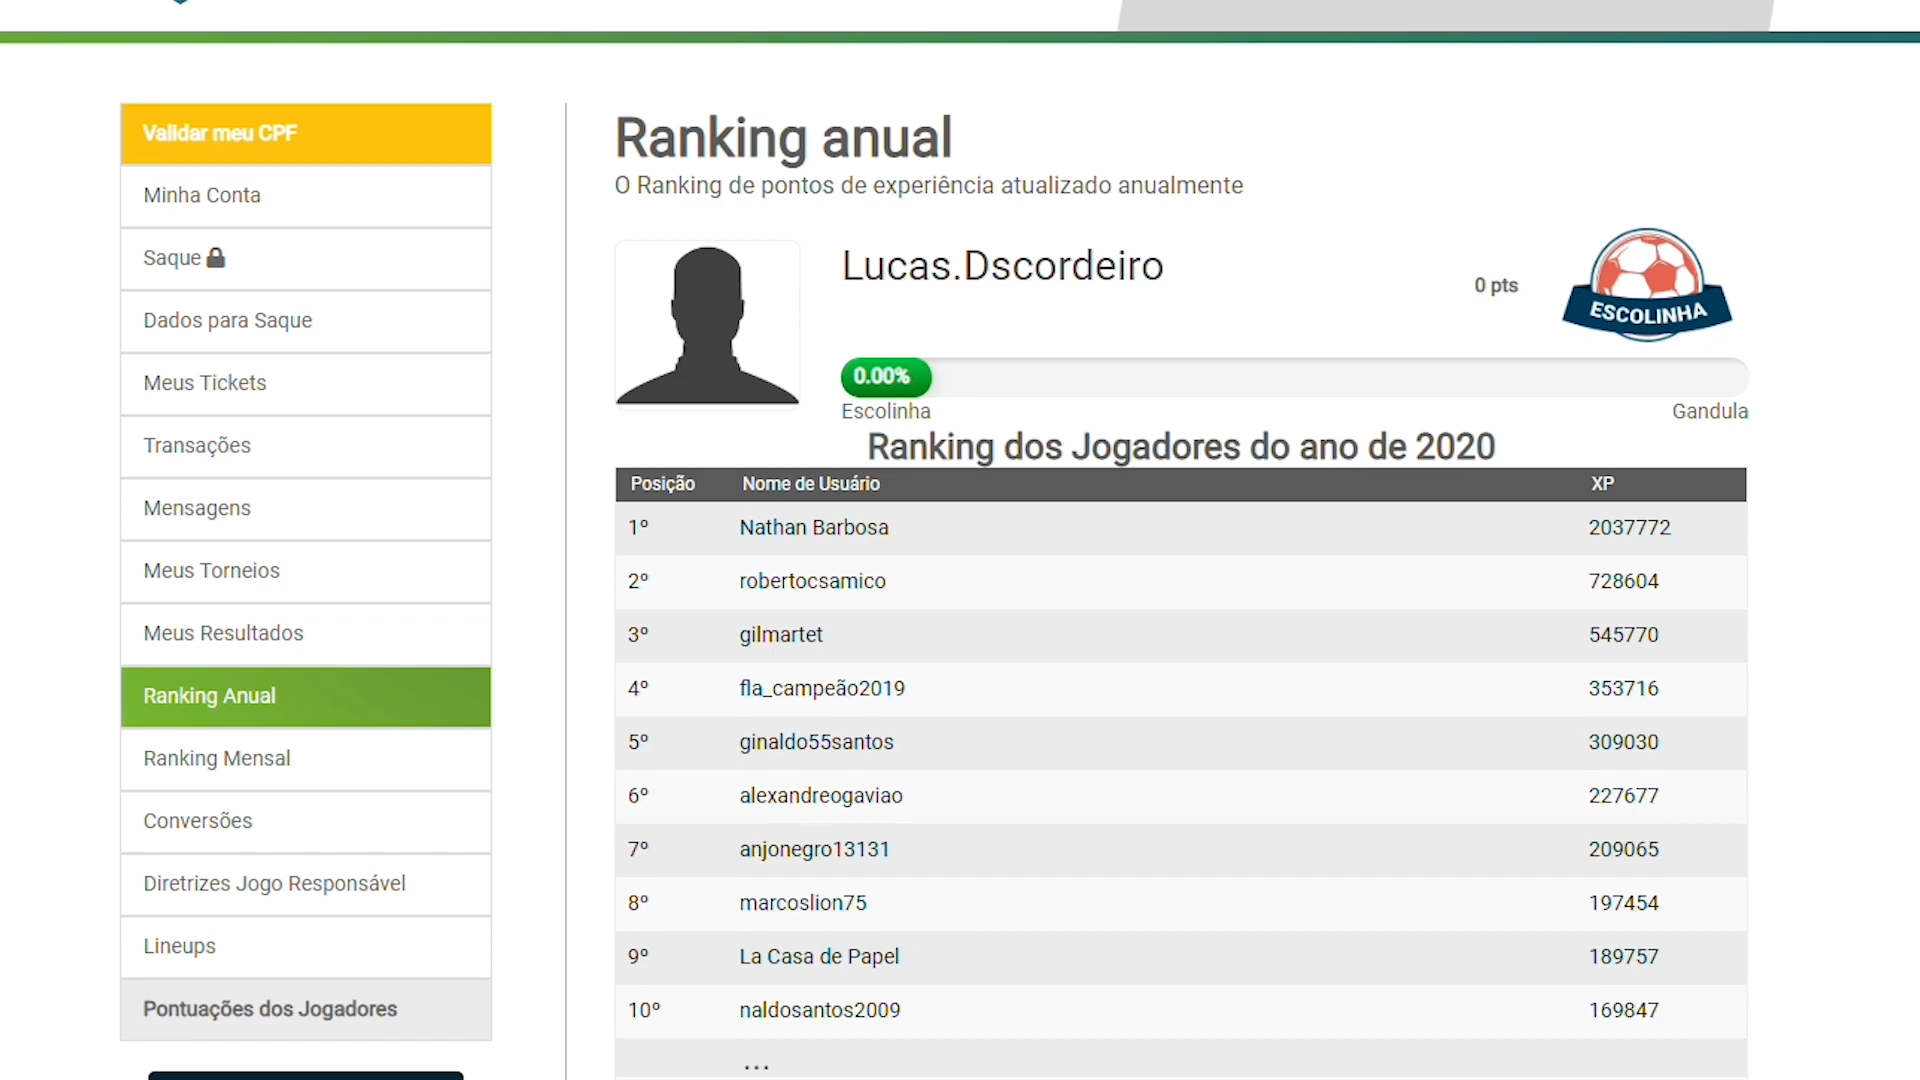 Validar meu CPF
Minha Conta
Saque
Dados para Saque
Meus Tickets
Transações
Mensagens
Meus Torneios
Meus Resultados
Ranking Anual
Ranking Mensal
Conversões
Diretrizes Jogo Responsável
Lineups
Pontuações dos Jogadores
Ranking anual
O Ranking de pontos de experiência atualizado anualmente
Lucas.Dscordeiro
0 pts
ESCOLINHA
0.00%
Escolinha Gandula
Ranking dos Jogadores do ano de 2020
Posição Nome de Usuário XP
1º Nathan Barbosa 2037772
2º robertocsamico 728604
3º gilmartet 545770
4º fla_campeão2019 353716
5º ginaldo55santos 309030
6º alexandreogaviao 227677
7º anjonegro13131 209065
8º marcoslion75 197454
9º La Casa de Papel 189757
10º naldosantos2009 169847
...